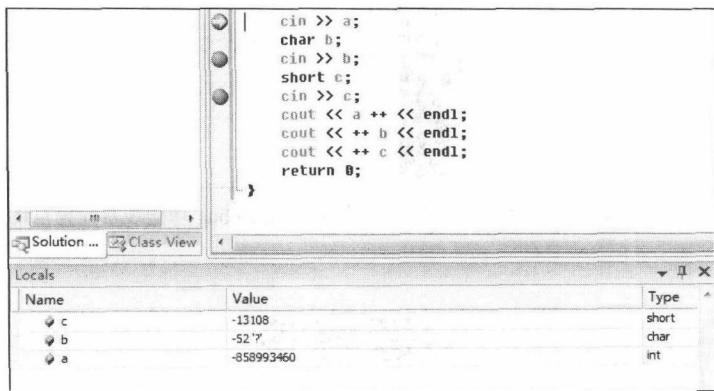 cin >> a;
char b;
cin >> b;
short c;
cin >> c;
cout << a ++ << endl;
cout << ++ b << endl;
cout << ++ c << endl;
return 0;
}
Solution ... Class View
Locals
Name Value Type
c -13108 short
b -52 '?' char
a -858993460 int